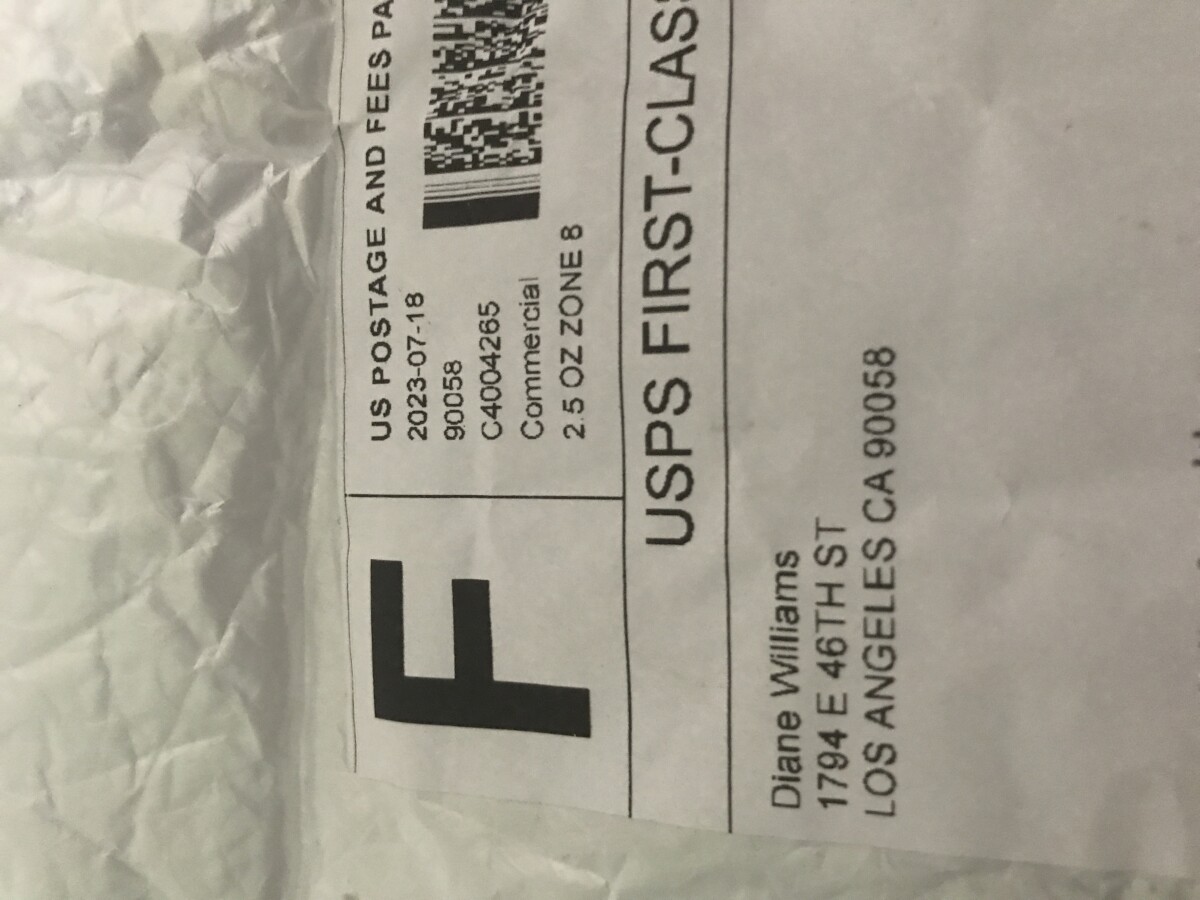 F
US POSTAGE AND FEES PA
2023-07-18
90058
C4004265
Commercial
2.5 OZ ZONE 8
USPS FIRST-CLAS
Diane Williams
1794 E 46TH ST
LOS ANGELES CA 90058